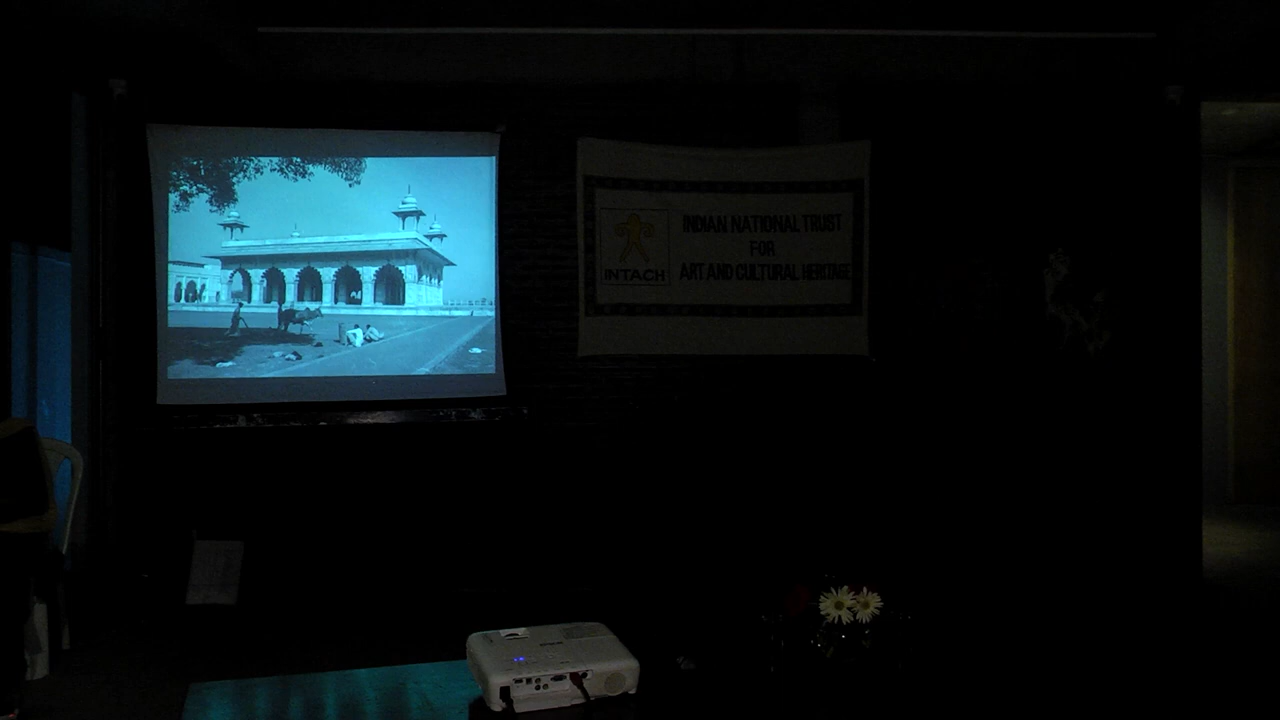 INTACH
INDIAN NATIONAL TRUST
FOR
ART AND CULTURAL HERITAGE